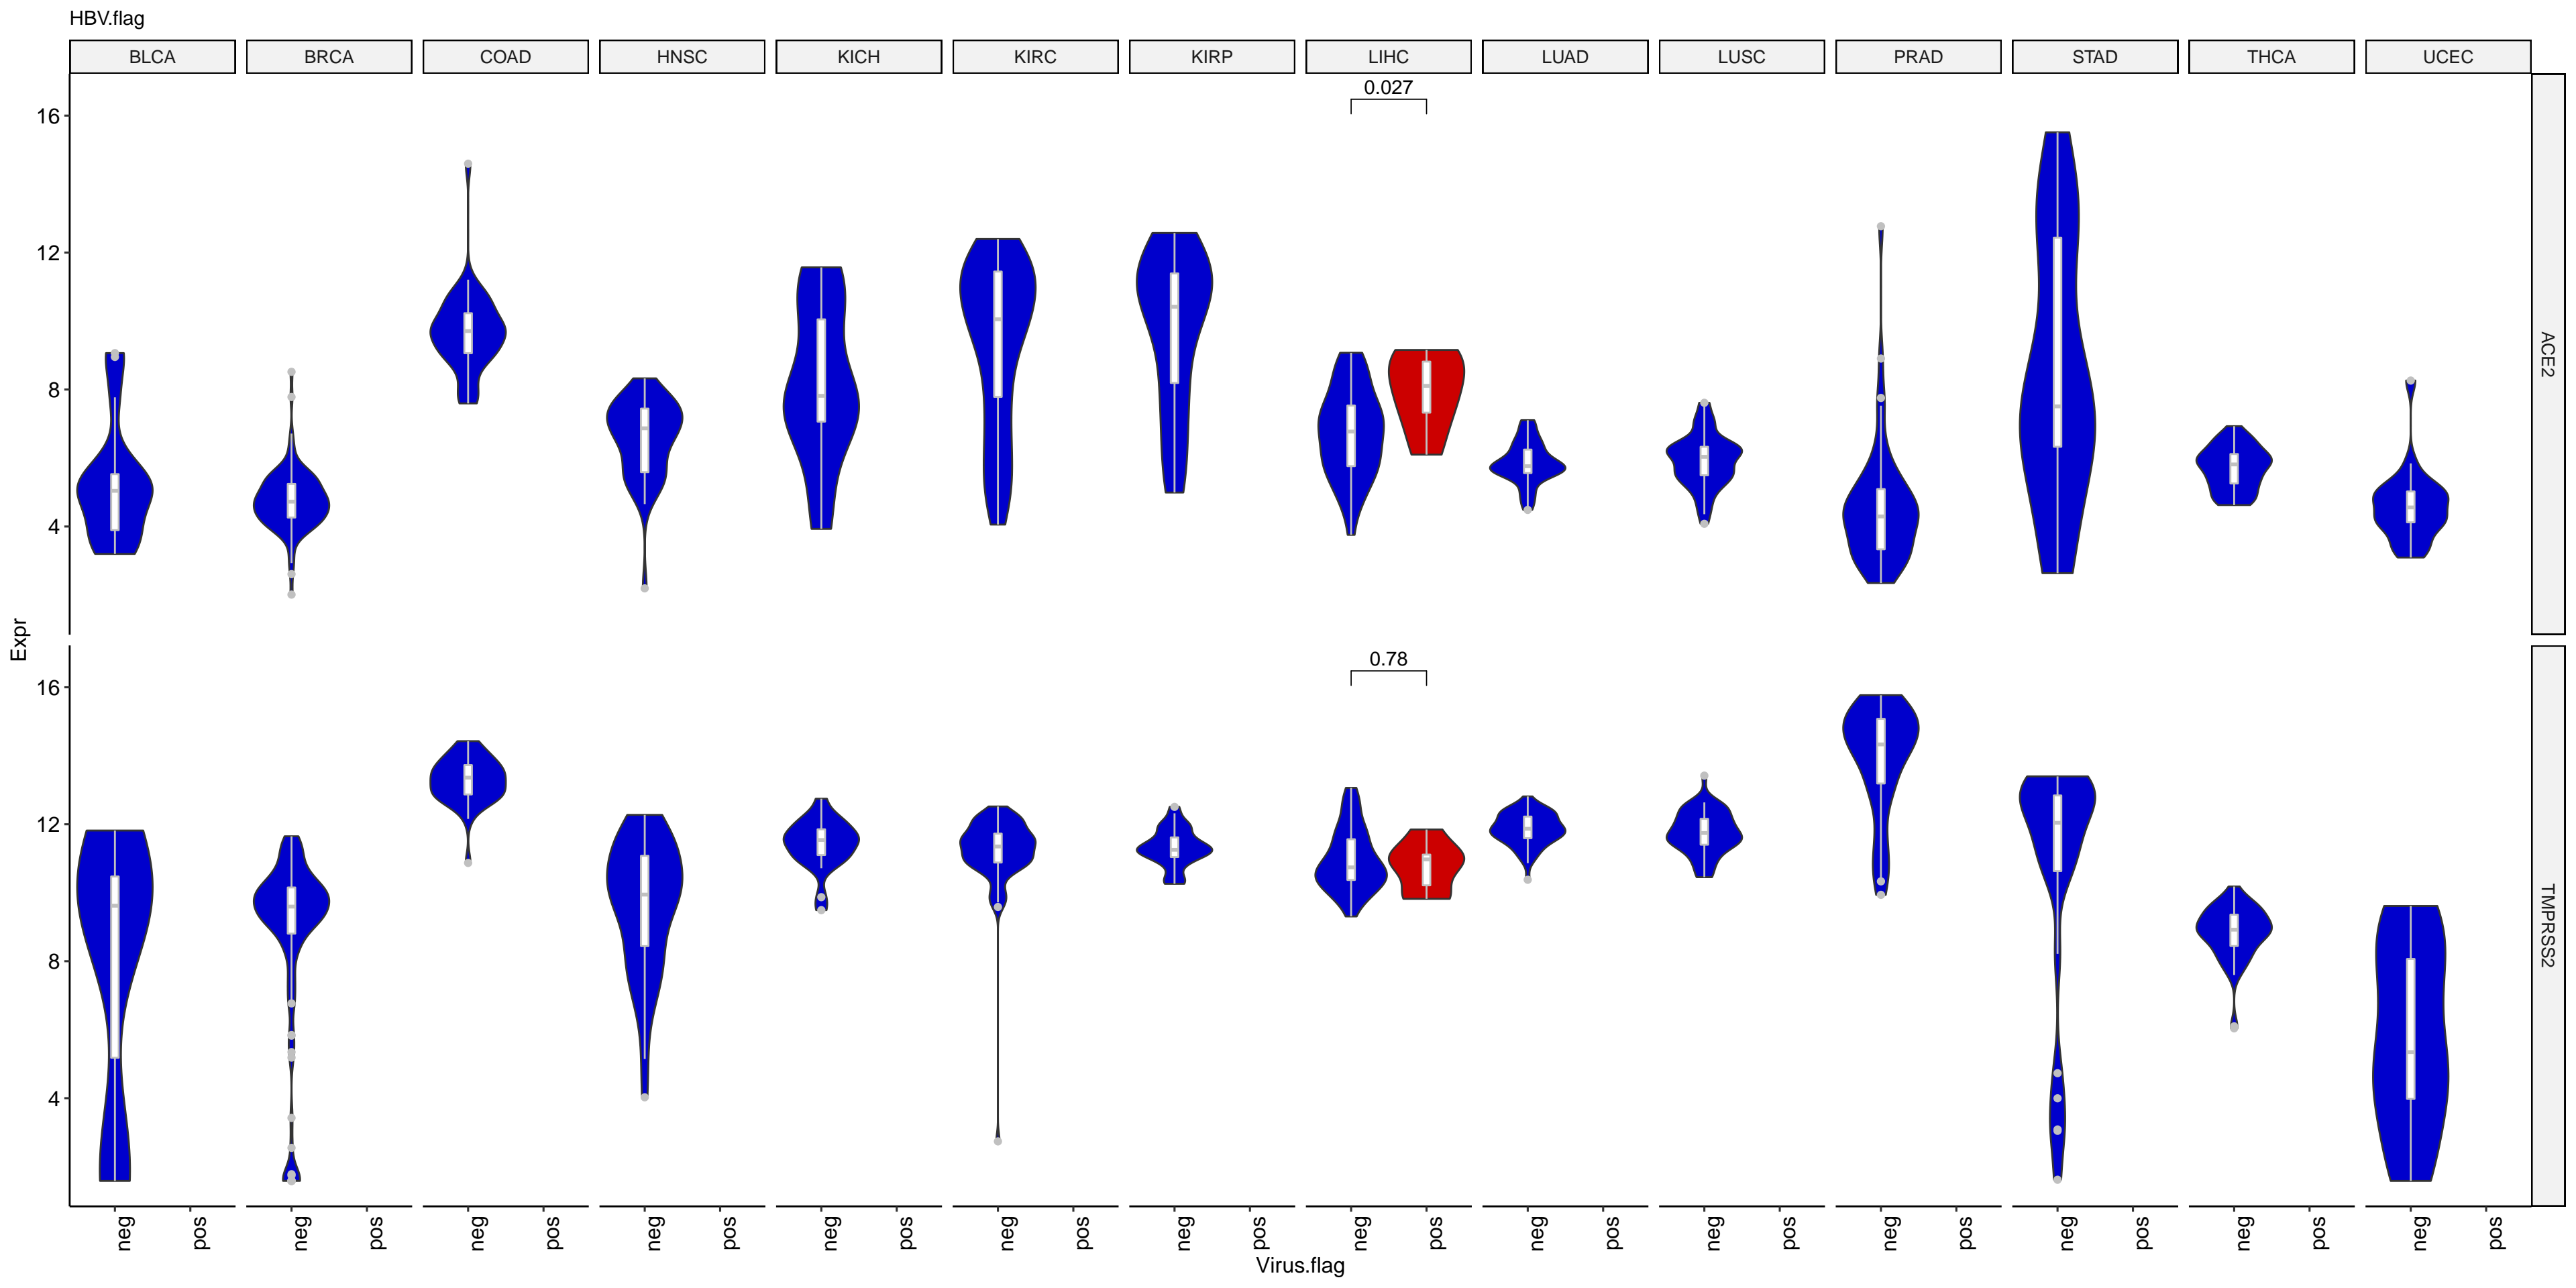 HBV.flag
BLCA BRCA COAD HNSC KICH KIRC KIRP LIHC LUAD LUSC PRAD STAD THCA UCEC
0.027
16
12
8
4
ACE2
Expr
0.78
16
12
8
4
TMPRSS2
neg pos neg pos neg pos neg pos neg pos neg pos neg pos neg pos neg pos neg pos neg pos neg pos neg pos neg pos
Virus.flag